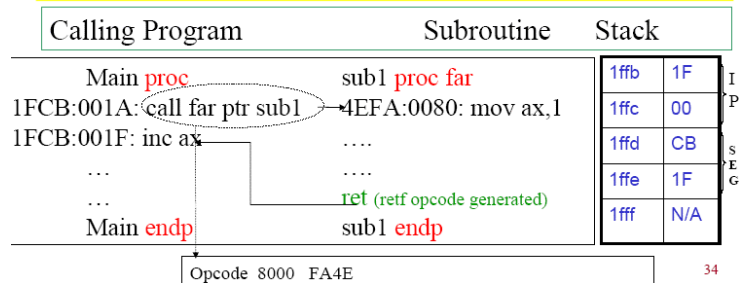 Calling Program Subroutine Stack
Main proc sub1 proc far 1ffb 1F I
1FCB:001A: call far ptr sub1 4EFA:0080: mov ax,1 1ffc 00 P
1FCB:001F: inc ax .... 1ffd CB S
... .... 1ffe 1F E G
... ret (retf opcode generated) 1fff N/A
Main endp sub1 endp
Opcode 8000 FA4E 34